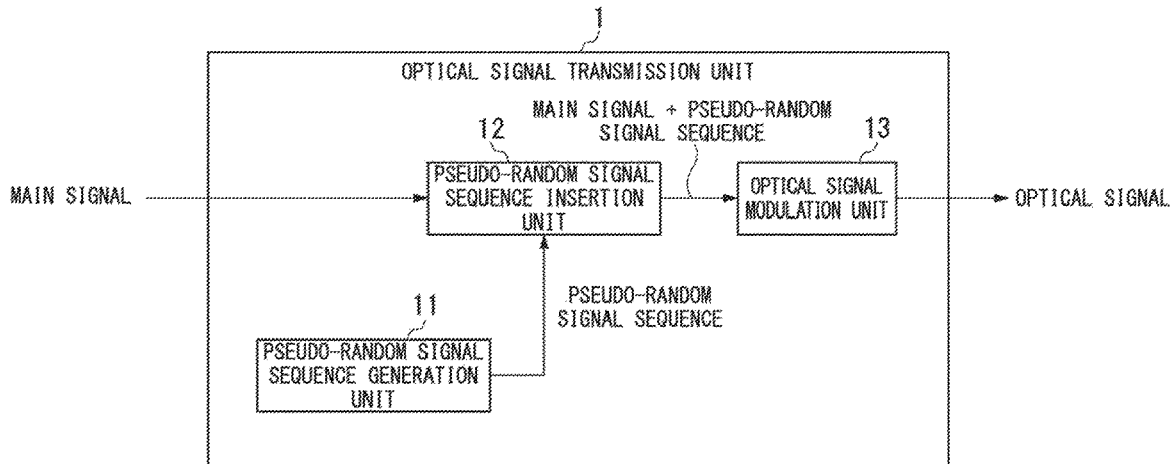 1
OPTICAL SIGNAL TRANSMISSION UNIT
MAIN SIGNAL + PSEUDO-RANDOM
SIGNAL SEQUENCE
12
13
MAIN SIGNAL
PSEUDO-RANDOM SIGNAL
SEQUENCE INSERTION
UNIT
OPTICAL SIGNAL
MODULATION UNIT
OPTICAL SIGNAL
PSEUDO-RANDOM
SIGNAL SEQUENCE
11
PSEUDO-RANDOM SIGNAL
SEQUENCE GENERATION
UNIT